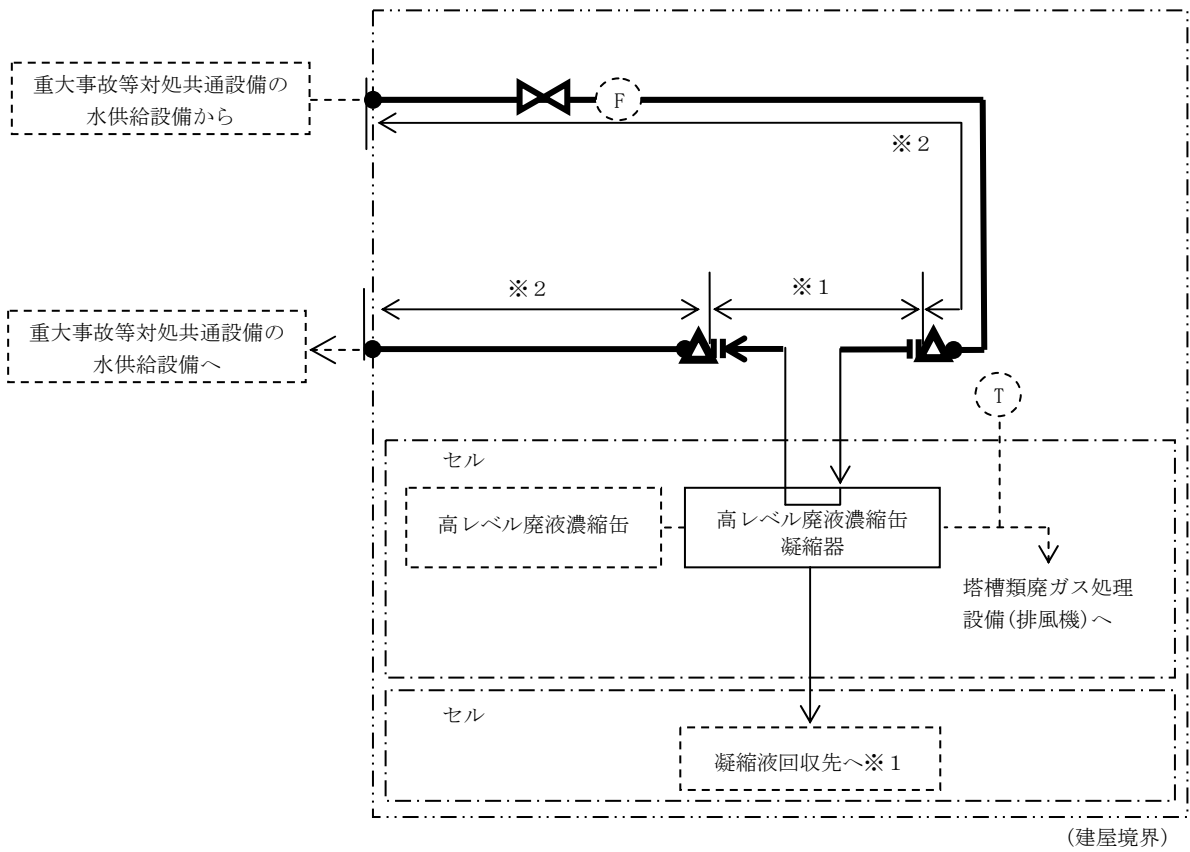 重大事故等対処共通設備の
水供給設備から
F
※２
※２
※１
重大事故等対処共通設備の
水供給設備へ
T
セル
高レベル廃液濃縮缶
高レベル廃液濃縮缶
凝縮器
塔槽類廃ガス処理
設備(排風機)へ
セル
凝縮液回収先へ※１
(建屋境界)